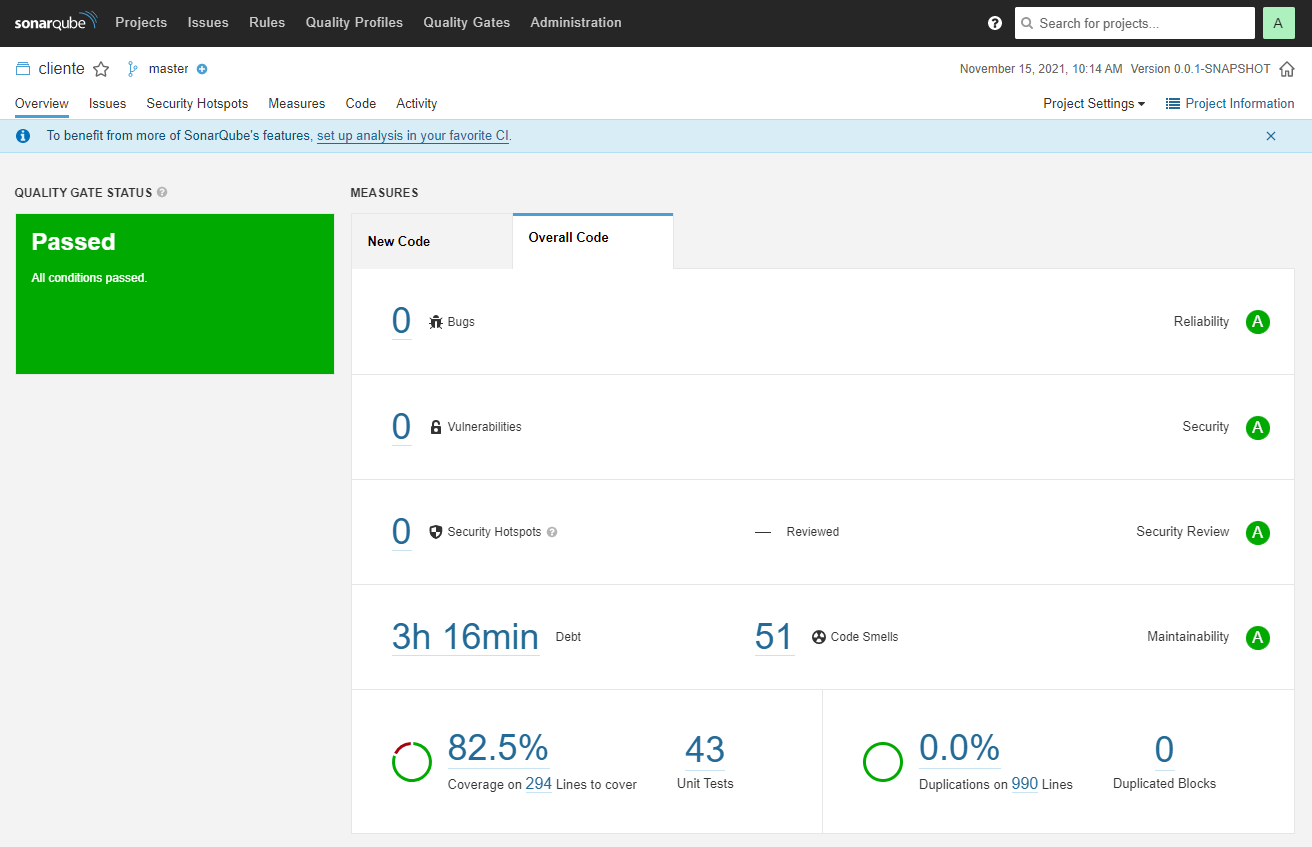 sonarqube Projects Issues Rules Quality Profiles Quality Gates Administration ? Search for projects... A
cliente master November 15, 2021, 10:14 AM Version 0.0.1-SNAPSHOT
Overview Issues Security Hotspots Measures Code Activity Project Settings Project Information
To benefit from more of SonarQube's features, set up analysis in your favorite CI.
QUALITY GATE STATUS ? MEASURES
Passed
All conditions passed.
New Code Overall Code
0 Bugs Reliability A
0 Vulnerabilities Security A
0 Security Hotspots ? — Reviewed Security Review A
3h 16min Debt 51 Code Smells Maintainability A
82.5% 43 0.0% 0
Coverage on 294 Lines to cover Unit Tests Duplications on 990 Lines Duplicated Blocks